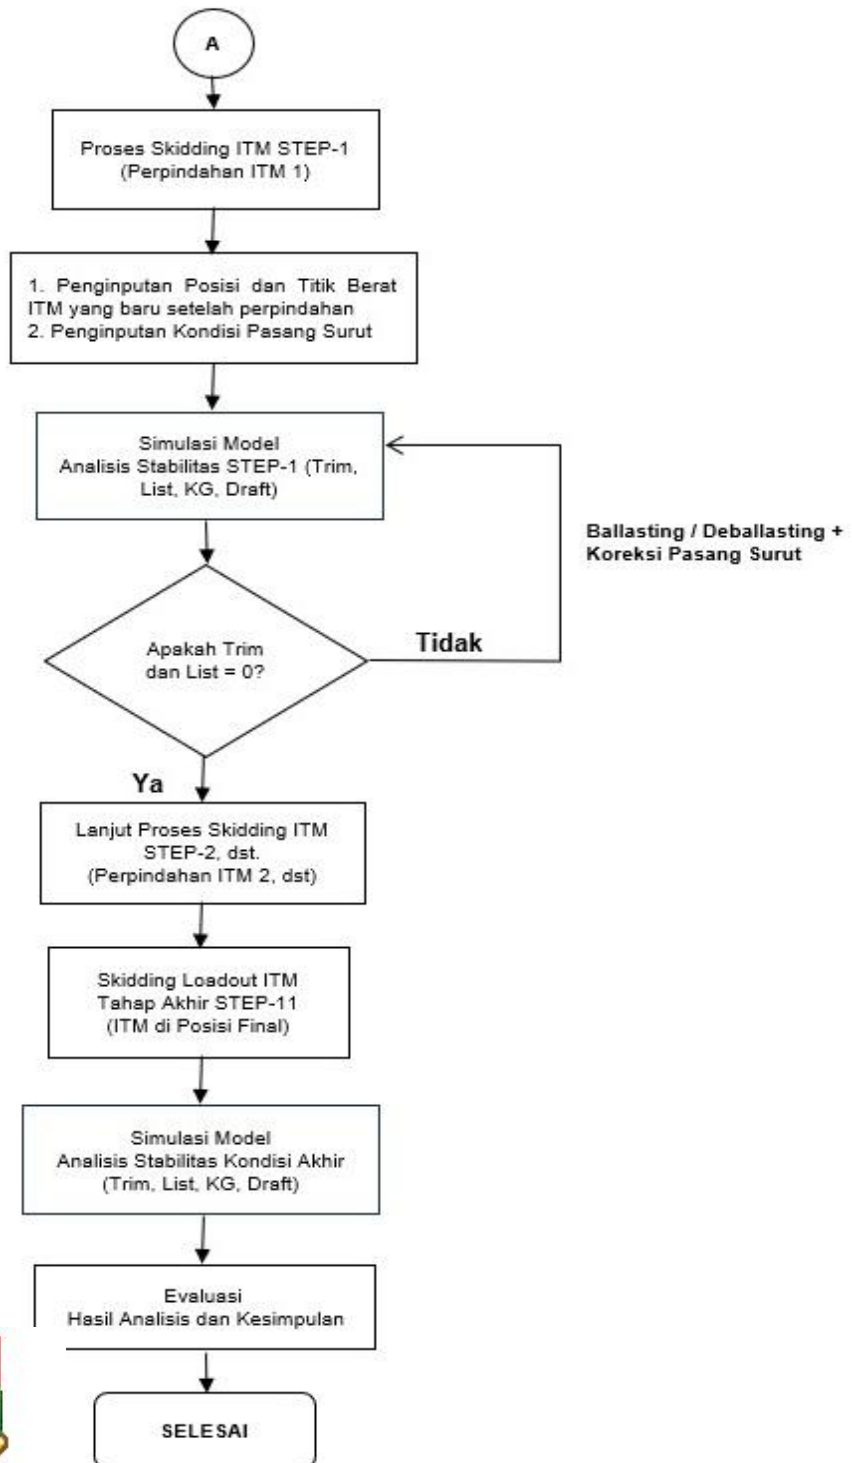 A
Proses Skidding ITM STEP-1
(Perpindahan ITM 1)
1. Penginputan Posisi dan Titik Berat
ITM yang baru setelah perpindahan
2. Penginputan Kondisi Pasang Surut
Simulasi Model
Analisis Stabilitas STEP-1 (Trim,
List, KG, Draft)
Ballasting / Deballasting +
Koreksi Pasang Surut
Apakah Trim
dan List = 0?
Tidak
Ya
Lanjut Proses Skidding ITM
STEP-2, dst.
(Perpindahan ITM 2, dst)
Skidding Loadout ITM
Tahap Akhir STEP-11
(ITM di Posisi Final)
Simulasi Model
Analisis Stabilitas Kondisi Akhir
(Trim, List, KG, Draft)
Evaluasi
Hasil Analisis dan Kesimpulan
SELESAI